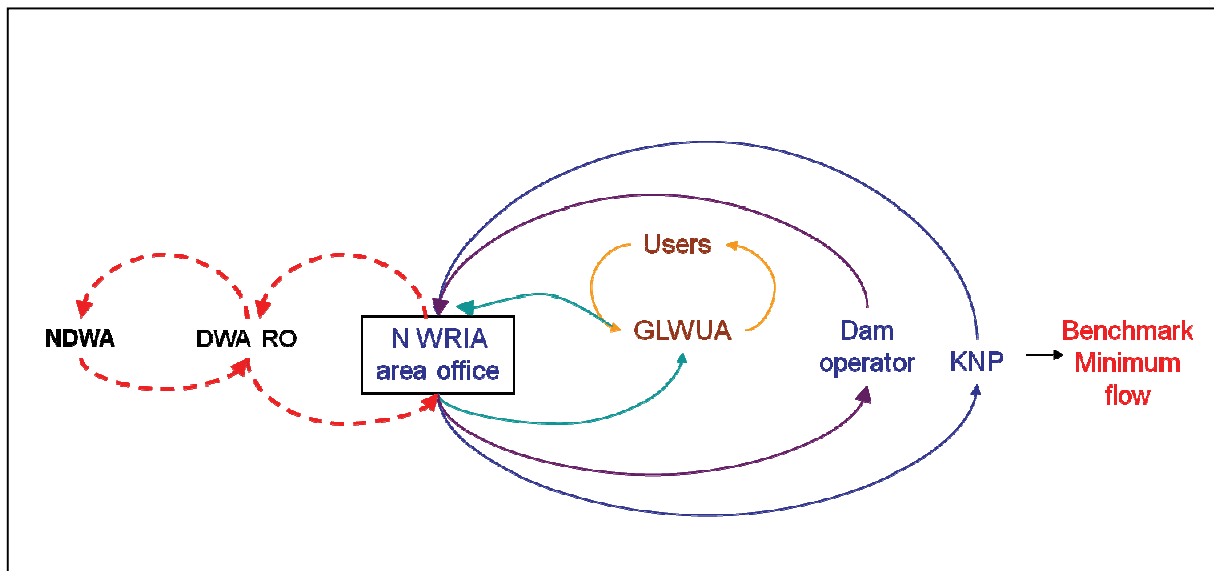 Users
NDWA
DWA RO
N WRIA
area office
GLWUA
Dam
operator
KNP
Benchmark
Minimum
flow